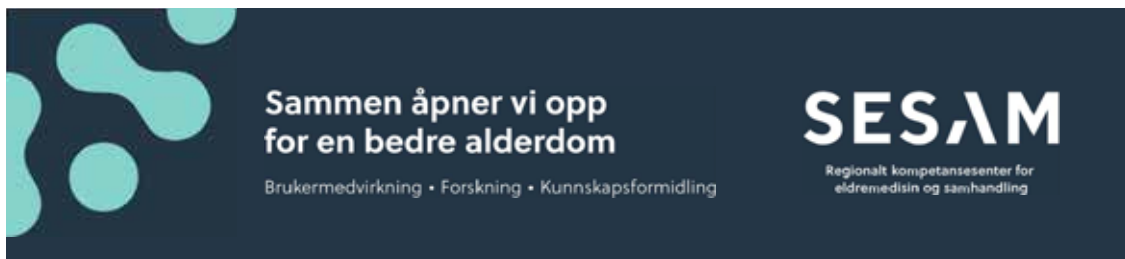 Sammen åpner vi opp
for en bedre alderdom
Brukermedvirkning • Forskning • Kunnskapsformidling
SESAM
Regionalt kompetansesenter for
eldremedisin og samhandling